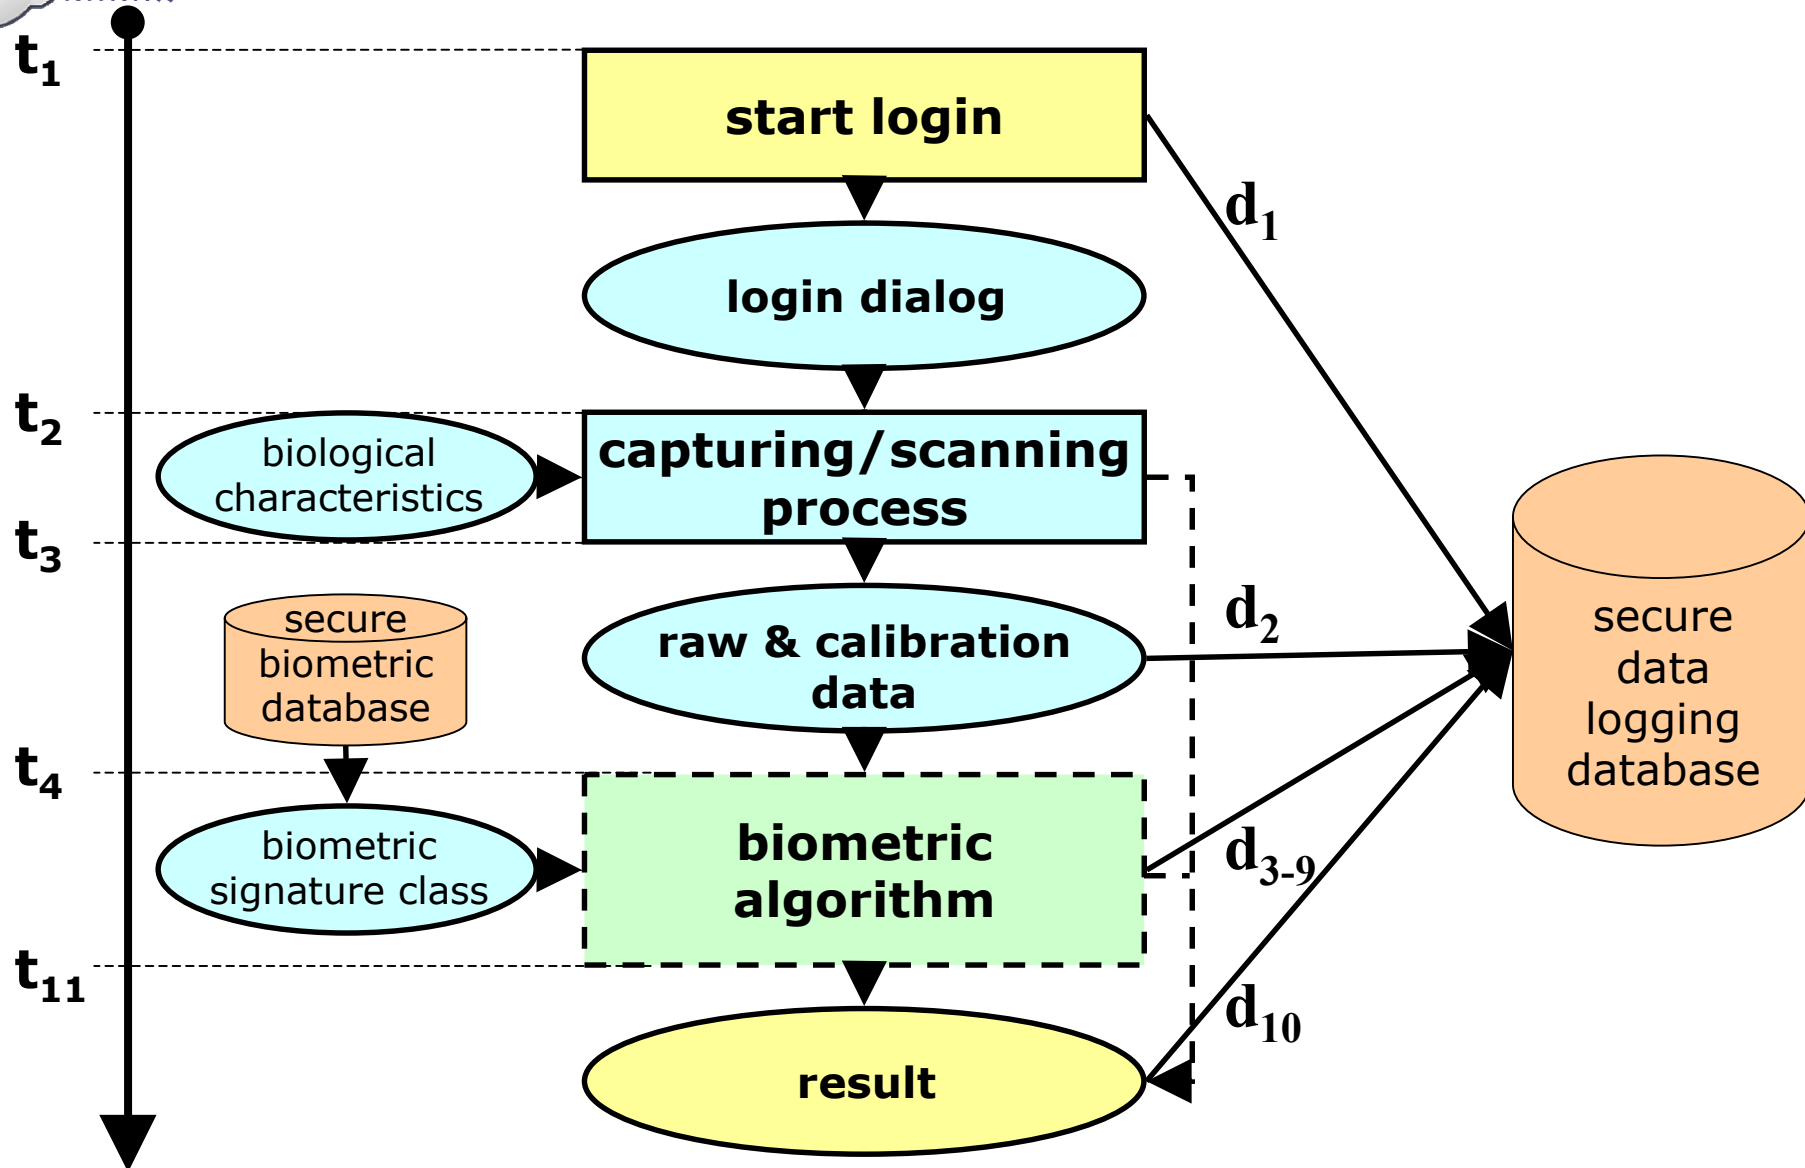 t1
start login
d1
login dialog
t2
biological
characteristics
capturing/scanning
process
t3
secure
biometric
database
raw & calibration
data
d2
secure
data
logging
database
t4
biometric
signature class
biometric
algorithm
d3-9
t11
d10
result